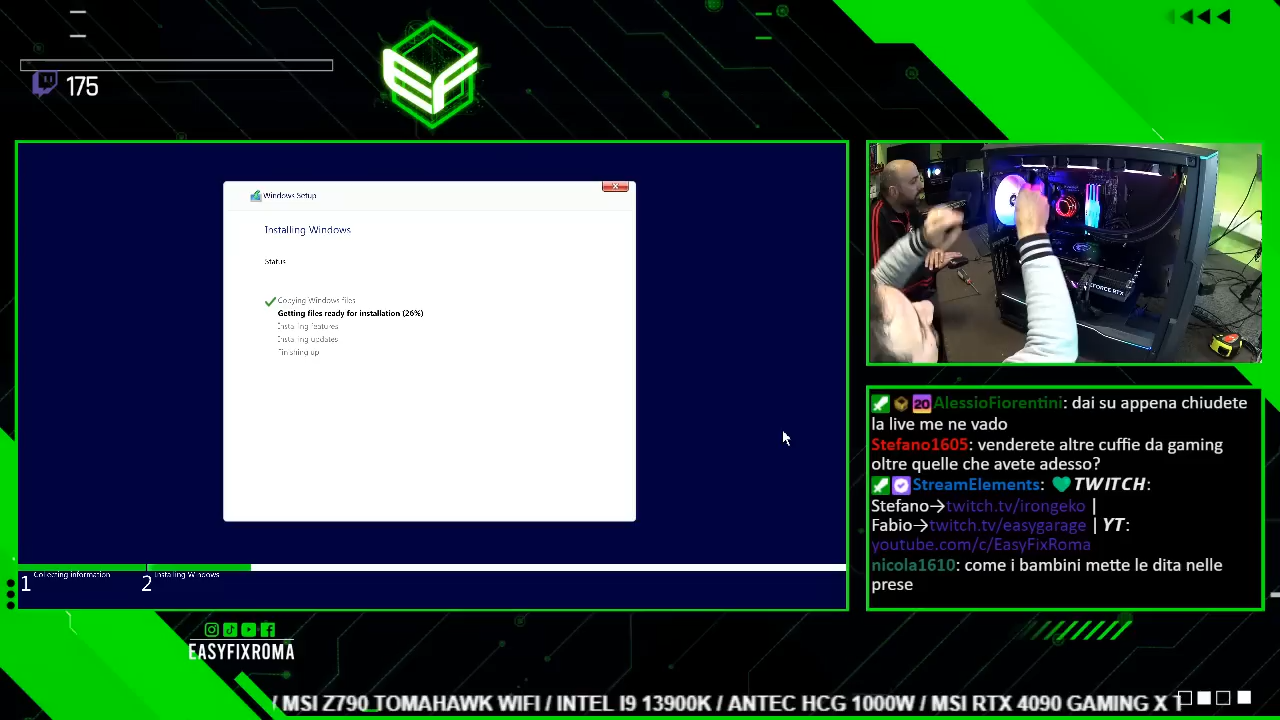 175
EF
Windows Setup
Installing Windows
Status
Copying Windows files
Getting files ready for installation (26%)
Installing features
Installing updates
Finishing up
1 Collecting information
2 Installing Windows
GEFORCE RTX
20 AlessioFiorentini: dai su appena chiudete
la live me ne vado
Stefano1605: venderete altre cuffie da gaming
oltre quelle che avete adesso?
StreamElements: TWITCH:
Stefano→twitch.tv/irongeko |
Fabio→twitch.tv/easygarage | YT:
youtube.com/c/EasyFixRoma
nicola1610: come i bambini mette le dita nelle
prese
EASYFIXROMA
/ MSI Z790 TOMAHAWK WIFI / INTEL I9 13900K / ANTEC HCG 1000W / MSI RTX 4090 GAMING X T